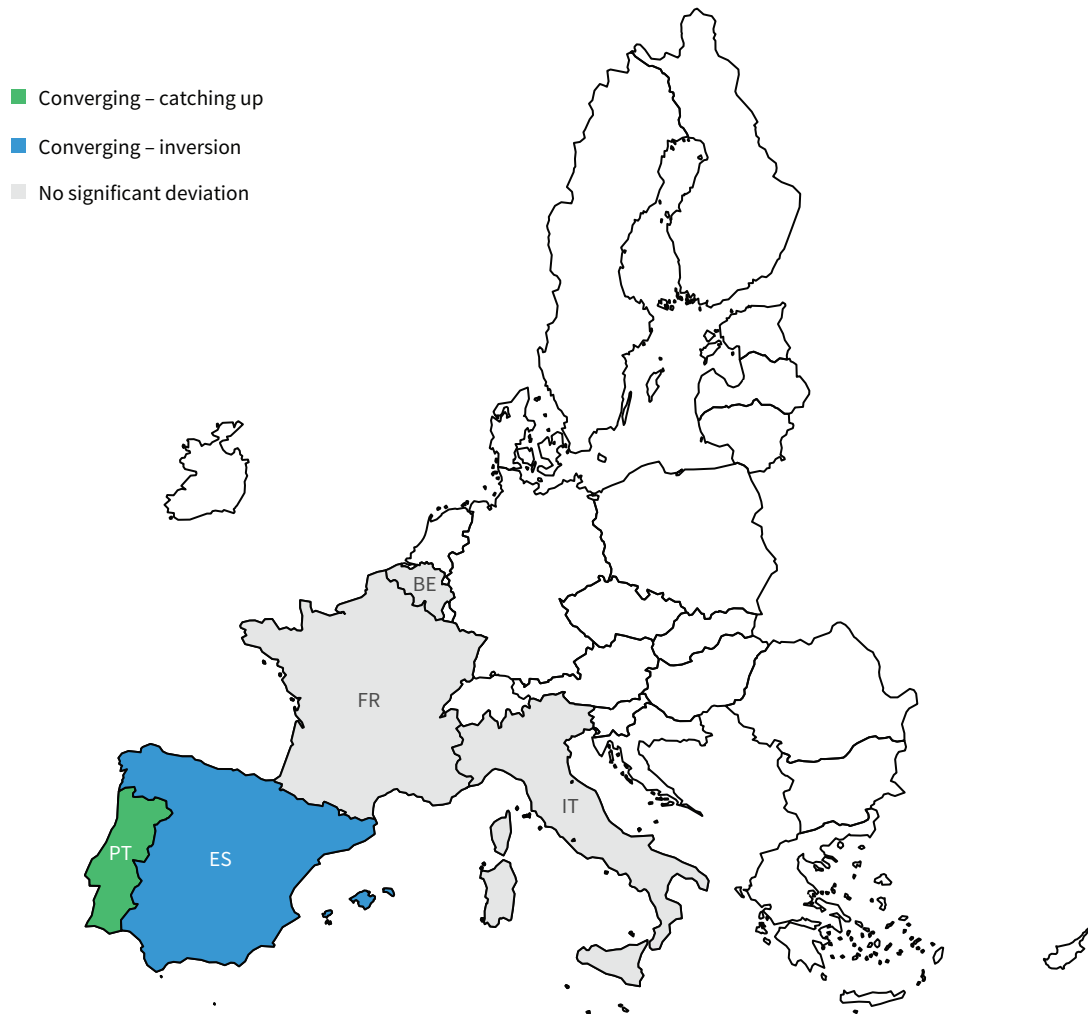 Converging – catching up
Converging – inversion
No significant deviation
BE
FR
IT
PT
ES